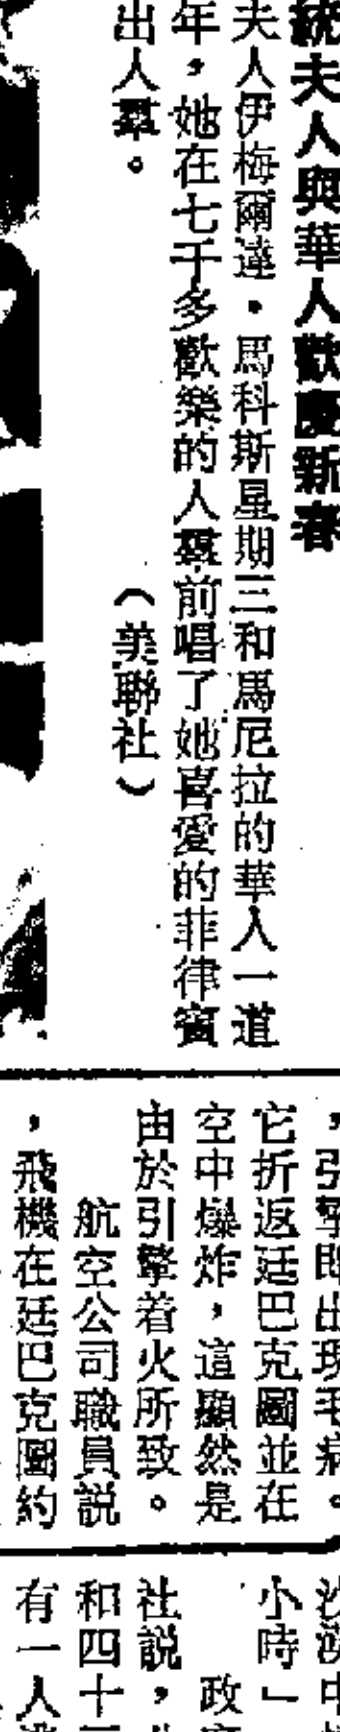 統夫人與華人歡慶新春
夫人伊梅爾達·馬科斯星期三和馬尼拉的華人一道
年，她在七千多歡樂的人羣前唱了她喜愛的菲律賓
出人羣。（美聯社）
，引擎即出現毛病。
它折返廷巴克圖並在
空中爆炸，這顯然是
由於引擎着火所致。
航空公司職員説
，飛機在廷巴克圖約
小時」
政
社説，
和四十
有一人